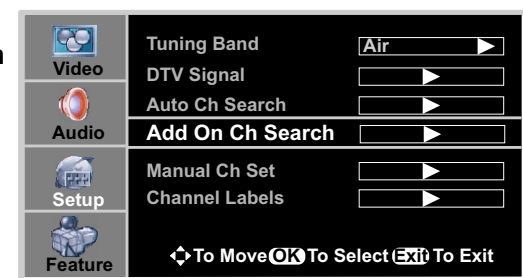 Video
Audio
Setup
Feature
Tuning Band Air
DTV Signal
Auto Ch Search
Add On Ch Search
Manual Ch Set
Channel Labels
To Move OK To Select Exit To Exit